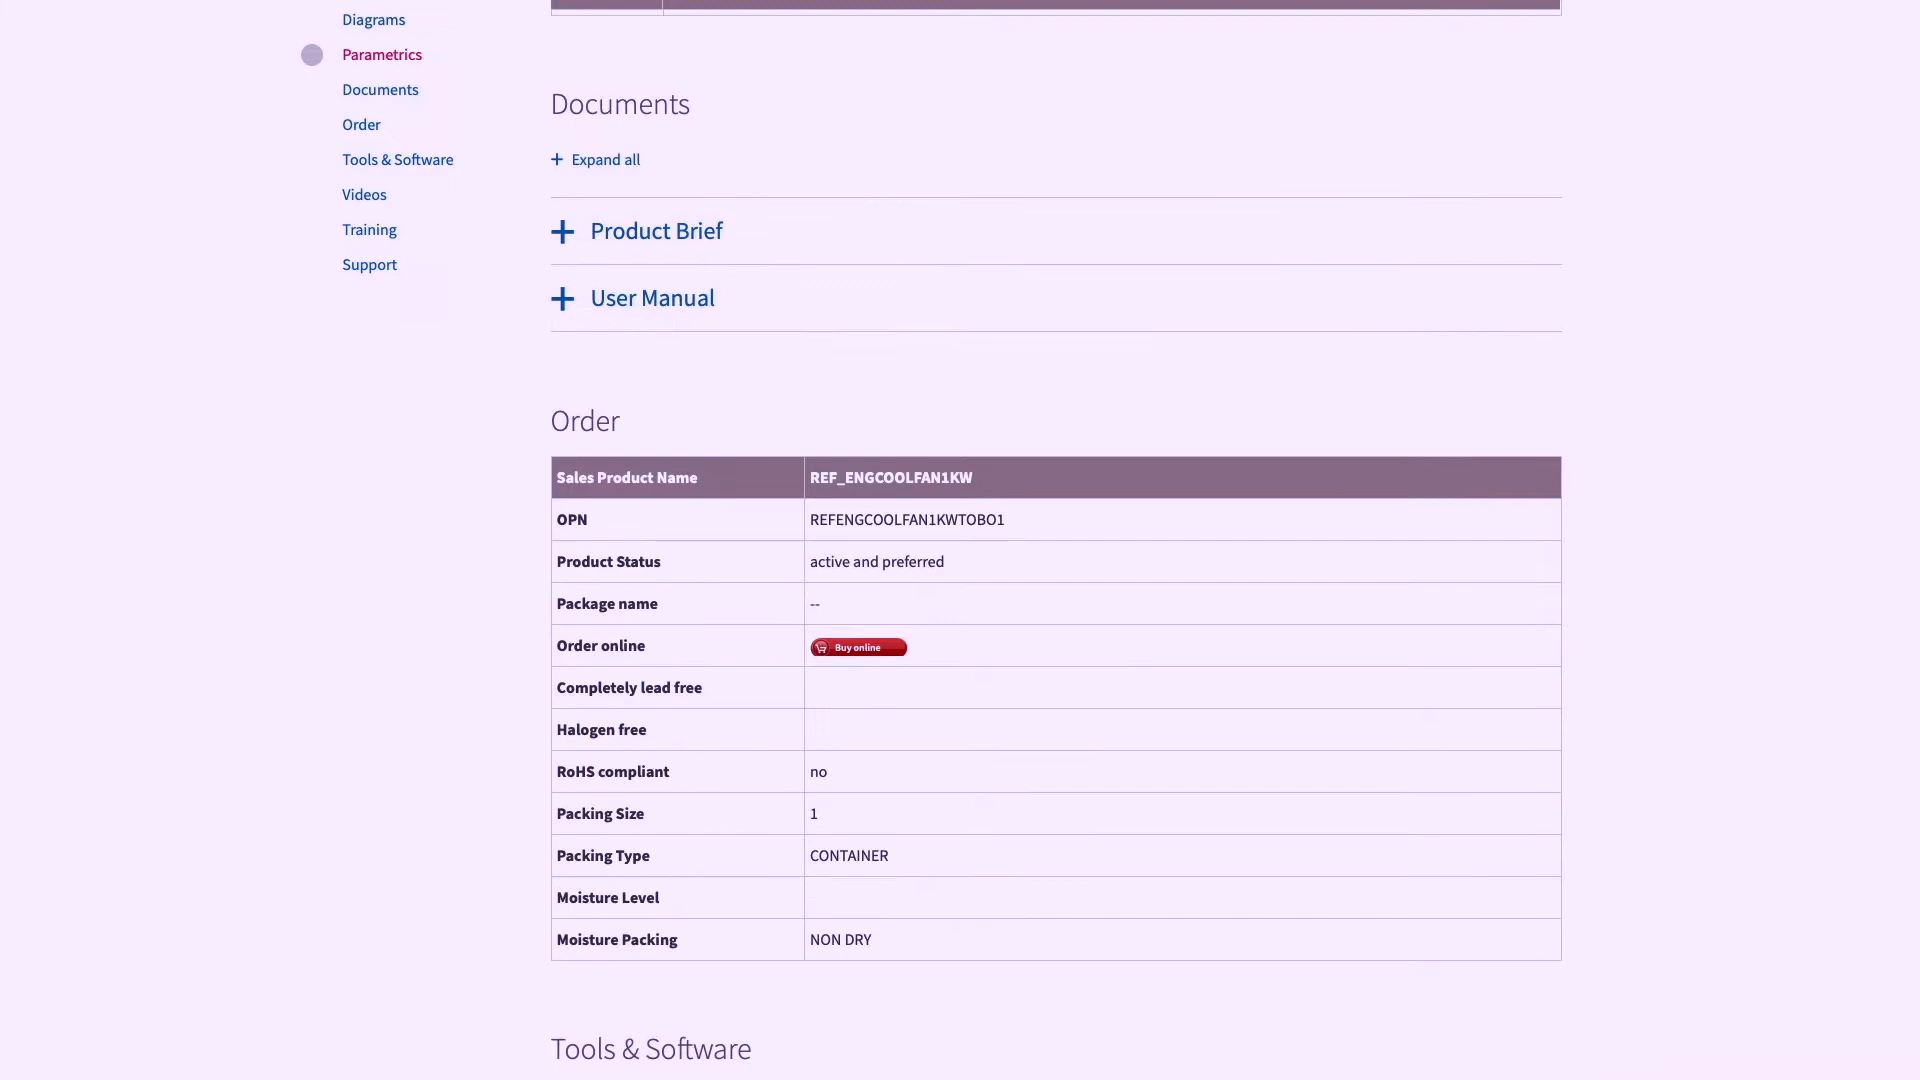 Diagrams
Parametrics
Documents
Order
Tools & Software
Videos
Training
Support
Documents
+ Expand all
+ Product Brief
+ User Manual
Order
Sales Product Name REF_ENGCOOLFAN1KW
OPN REFENGCOOLFAN1KWTOBO1
Product Status active and preferred
Package name --
Order online Buy online
Completely lead free
Halogen free
RoHS compliant no
Packing Size 1
Packing Type CONTAINER
Moisture Level
Moisture Packing NON DRY
Tools & Software